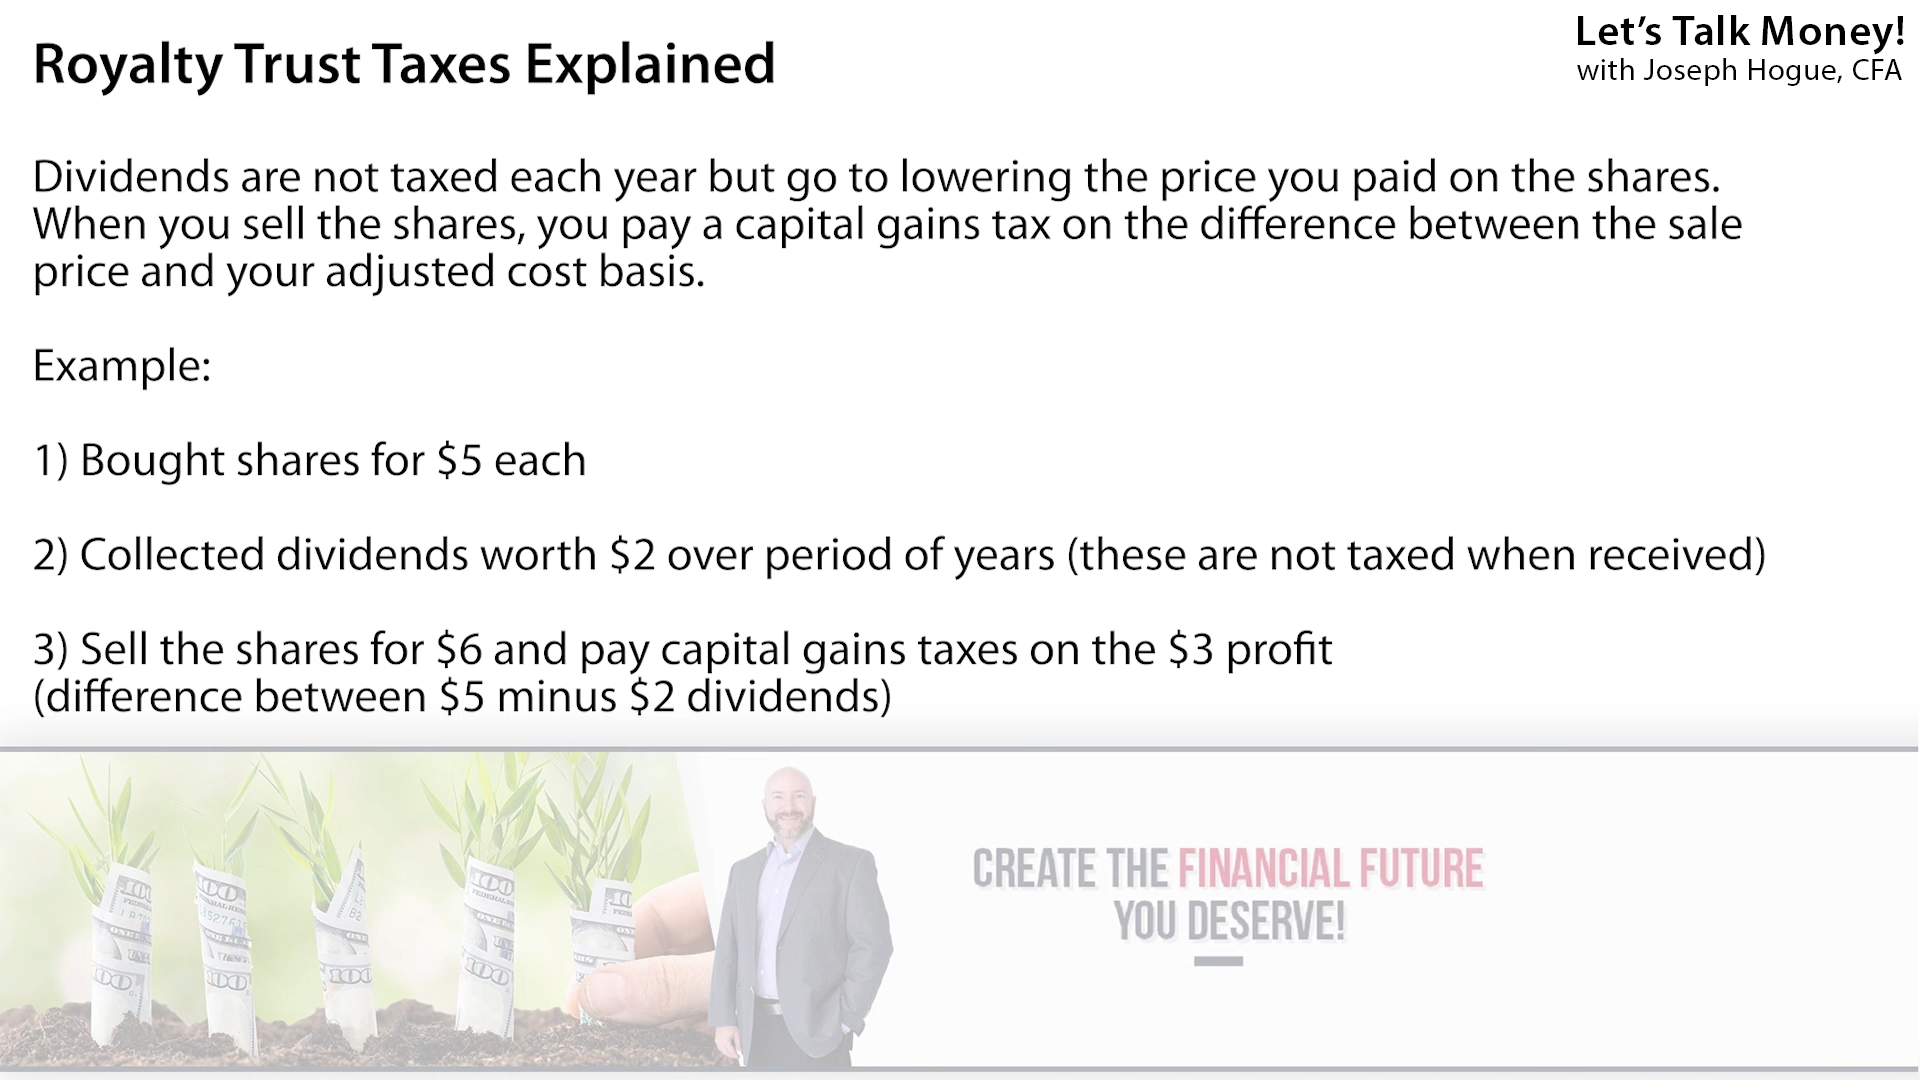 Royalty Trust Taxes Explained
Let's Talk Money!
with Joseph Hogue, CFA
Dividends are not taxed each year but go to lowering the price you paid on the shares.
When you sell the shares, you pay a capital gains tax on the difference between the sale
price and your adjusted cost basis.
Example:
1) Bought shares for $5 each
2) Collected dividends worth $2 over period of years (these are not taxed when received)
3) Sell the shares for $6 and pay capital gains taxes on the $3 profit
(difference between $5 minus $2 dividends)
CREATE THE FINANCIAL FUTURE
YOU DESERVE!